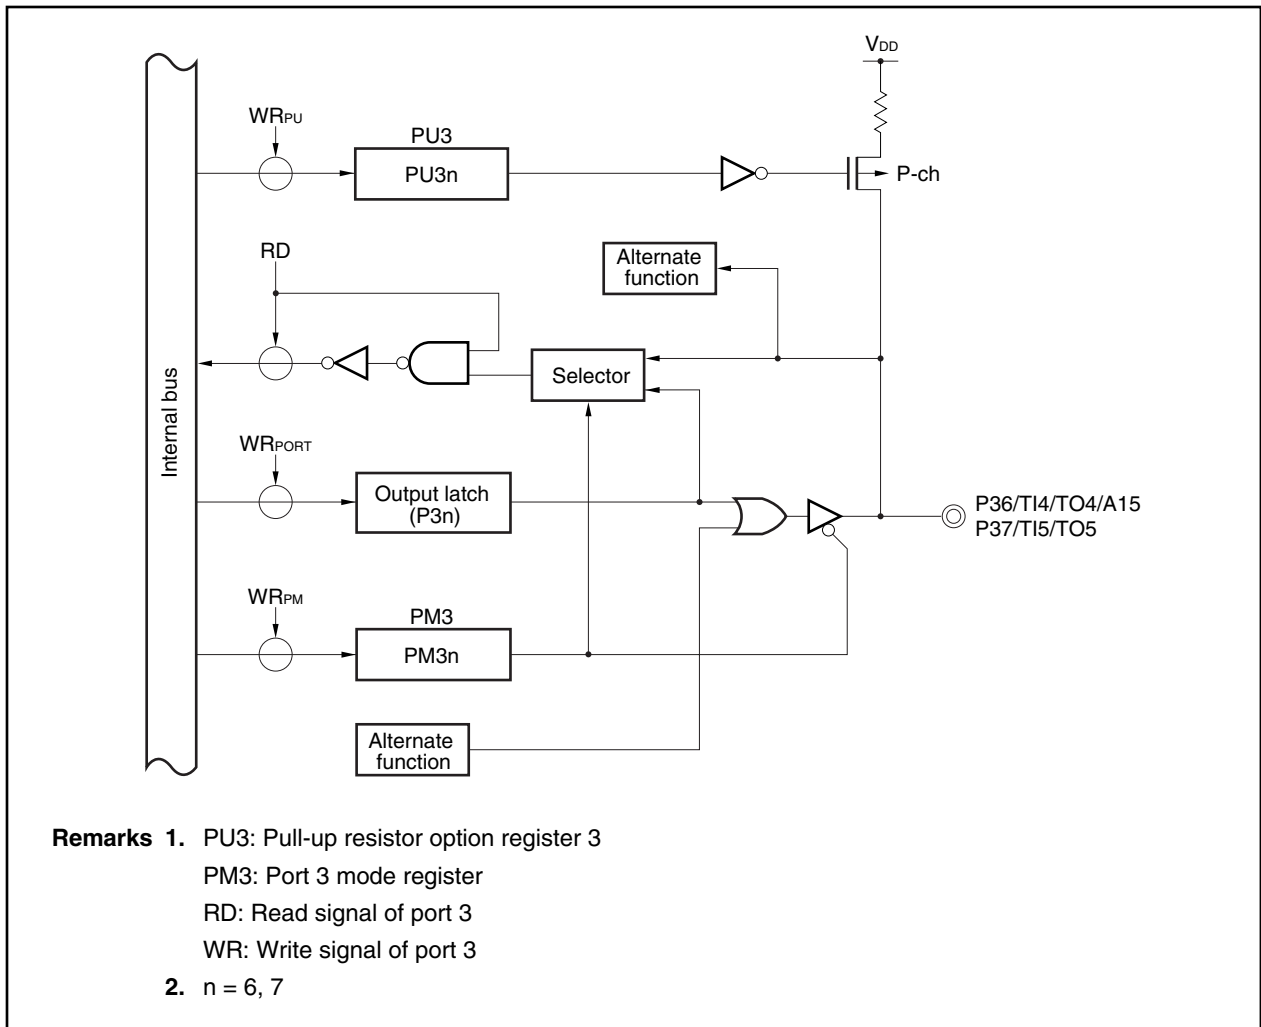 VDD
WRPU
PU3
PU3n
P-ch
RD
Alternate
function
Selector
Internal bus
WRPORT
Output latch
(P3n)
P36/TI4/TO4/A15
P37/TI5/TO5
WRPM
PM3
PM3n
Alternate
function
Remarks 1. PU3: Pull-up resistor option register 3
PM3: Port 3 mode register
RD: Read signal of port 3
WR: Write signal of port 3
2. n = 6, 7